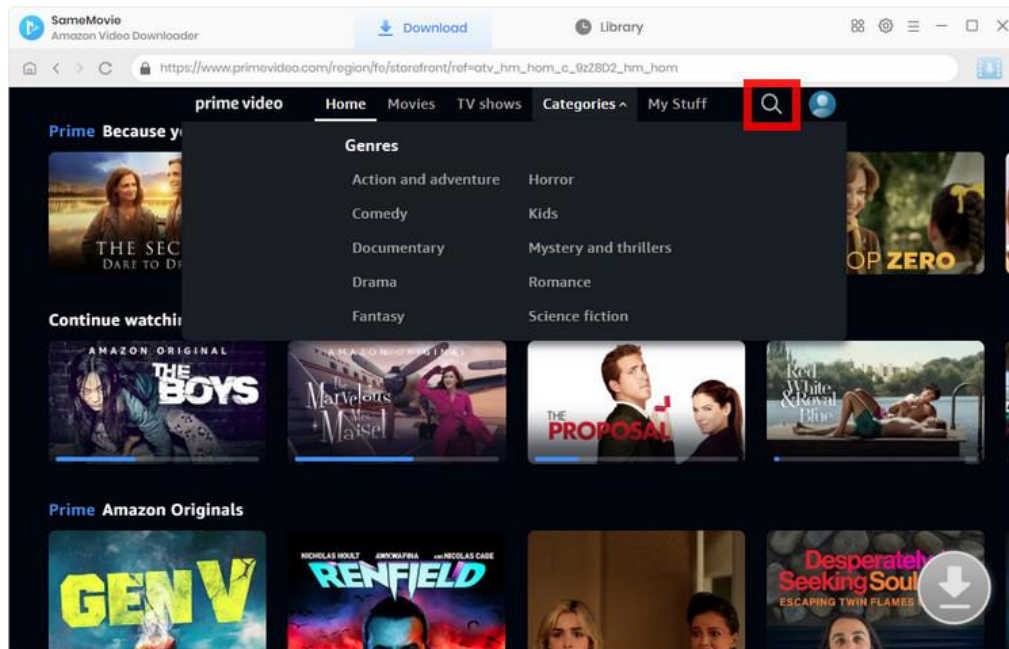 SameMovie
Amazon Video Downloader
Download
Library
https://www.primevideo.com/region/fe/storefront/ref=atv_hm_hom_c_9zZ8D2_hm_hom
prime video Home Movies TV shows Categories My Stuff
Prime Because y
Genres
Action and adventure Horror
Comedy Kids
Documentary Mystery and thrillers
Drama Romance
Fantasy Science fiction
THE SEC
DARE TO DR
OP ZERO
Continue watchin
AMAZON ORIGINAL
THE
BOYS
AMAZON ORIGINAL
The
Marvelous
Mrs.
Maisel
THE
PROPOSAL
Red
White
& Royal
Blue
Prime Amazon Originals
GEN V
NICHOLAS HOULT AWKWAFINA AND NICOLAS CAGE
RENFIELD
Desperately
Seeking Soul
ESCAPING TWIN FLAMES